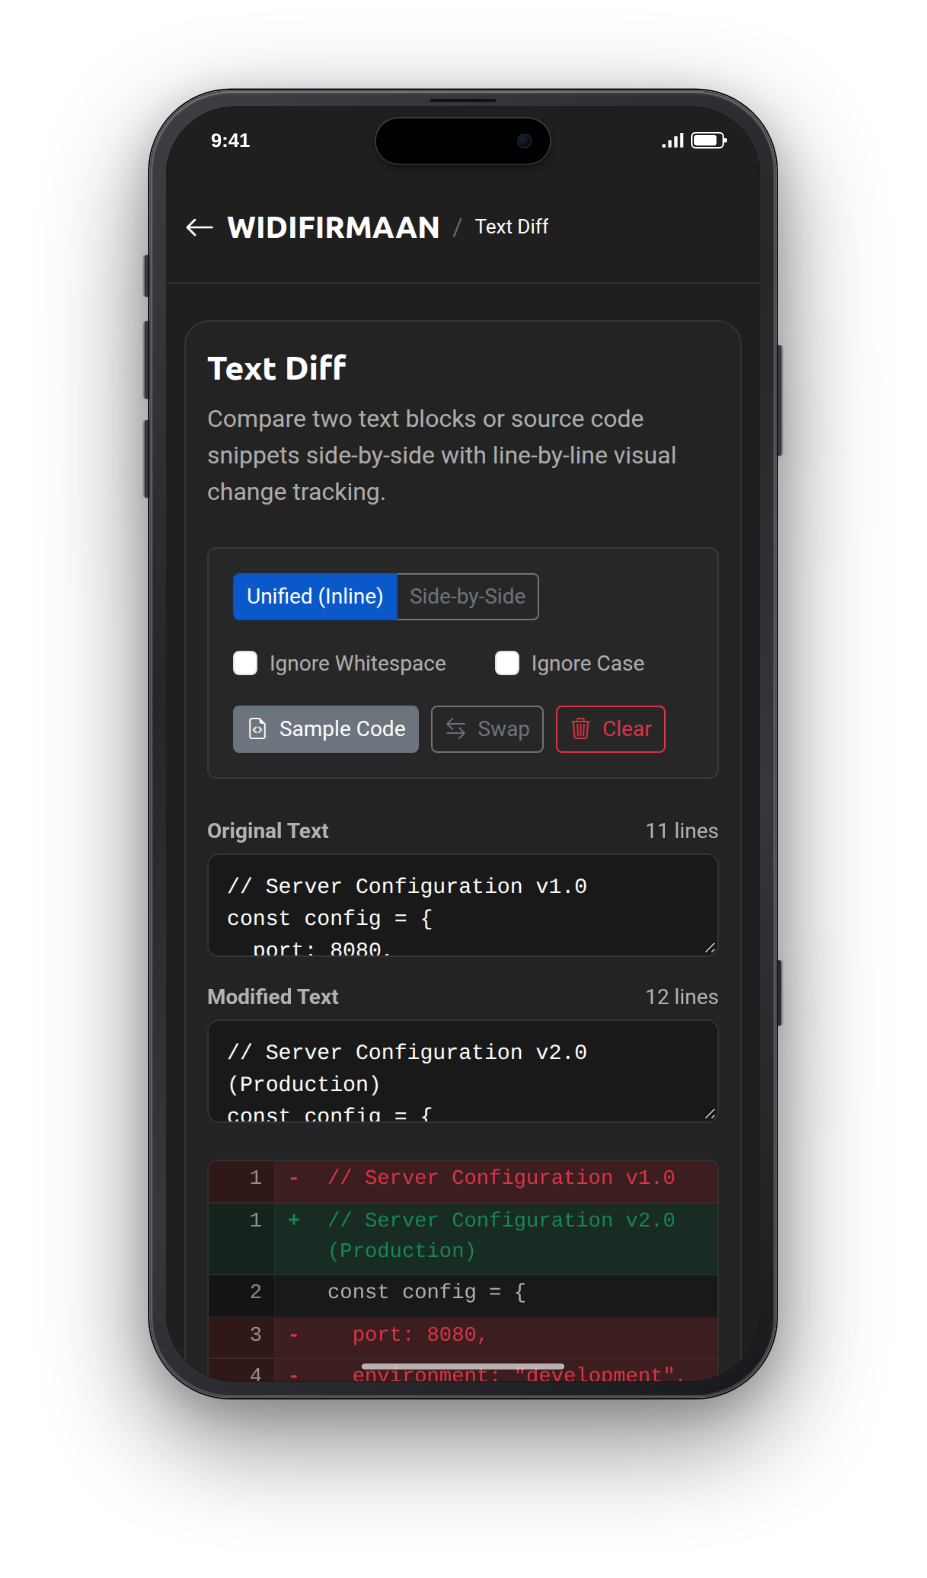 9:41
WIDIFIRMAAN / Text Diff
Text Diff
Compare two text blocks or source code
snippets side-by-side with line-by-line visual
change tracking.
Unified (Inline) Side-by-Side
Ignore Whitespace Ignore Case
Sample Code Swap Clear
Original Text 11 lines
// Server Configuration v1.0
const config = {
port: 8080,
Modified Text 12 lines
// Server Configuration v2.0
(Production)
const config = {
1 - // Server Configuration v1.0
1 + // Server Configuration v2.0
(Production)
2 const config = {
3 - port: 8080,
4 - environment: "development",